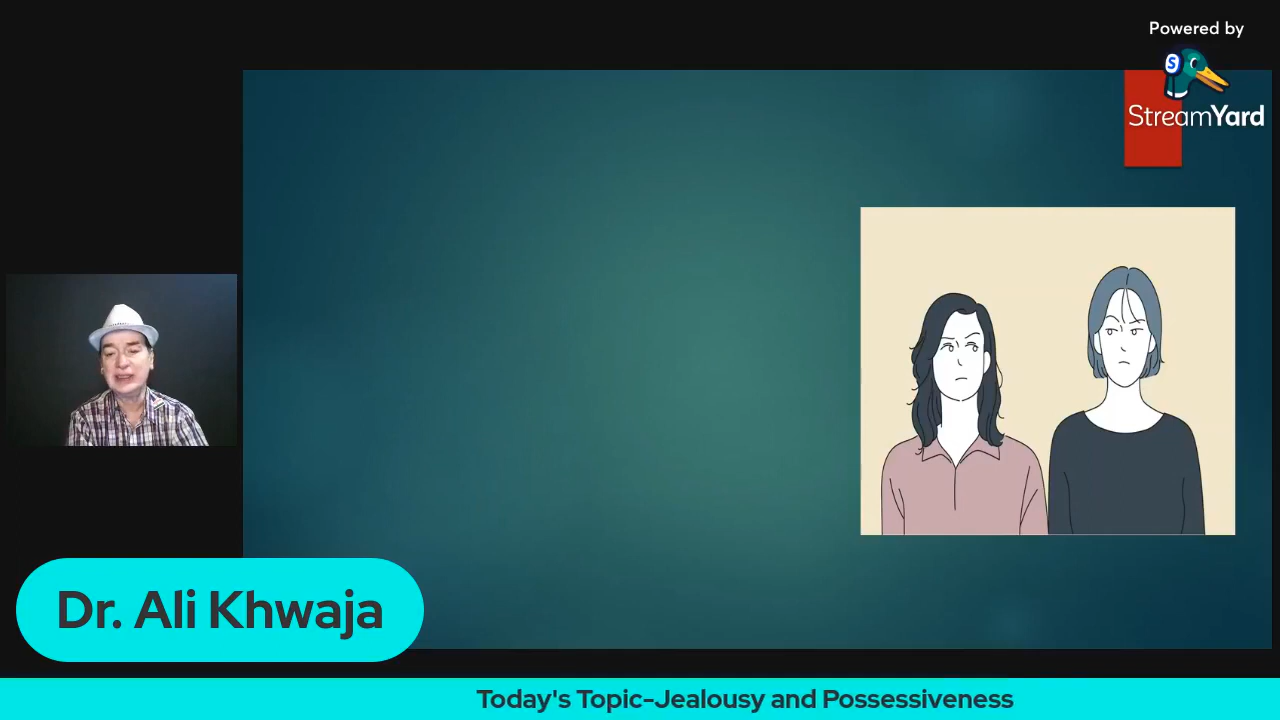 Powered by
S
StreamYard
Dr. Ali Khwaja
Today's Topic-Jealousy and Possessiveness